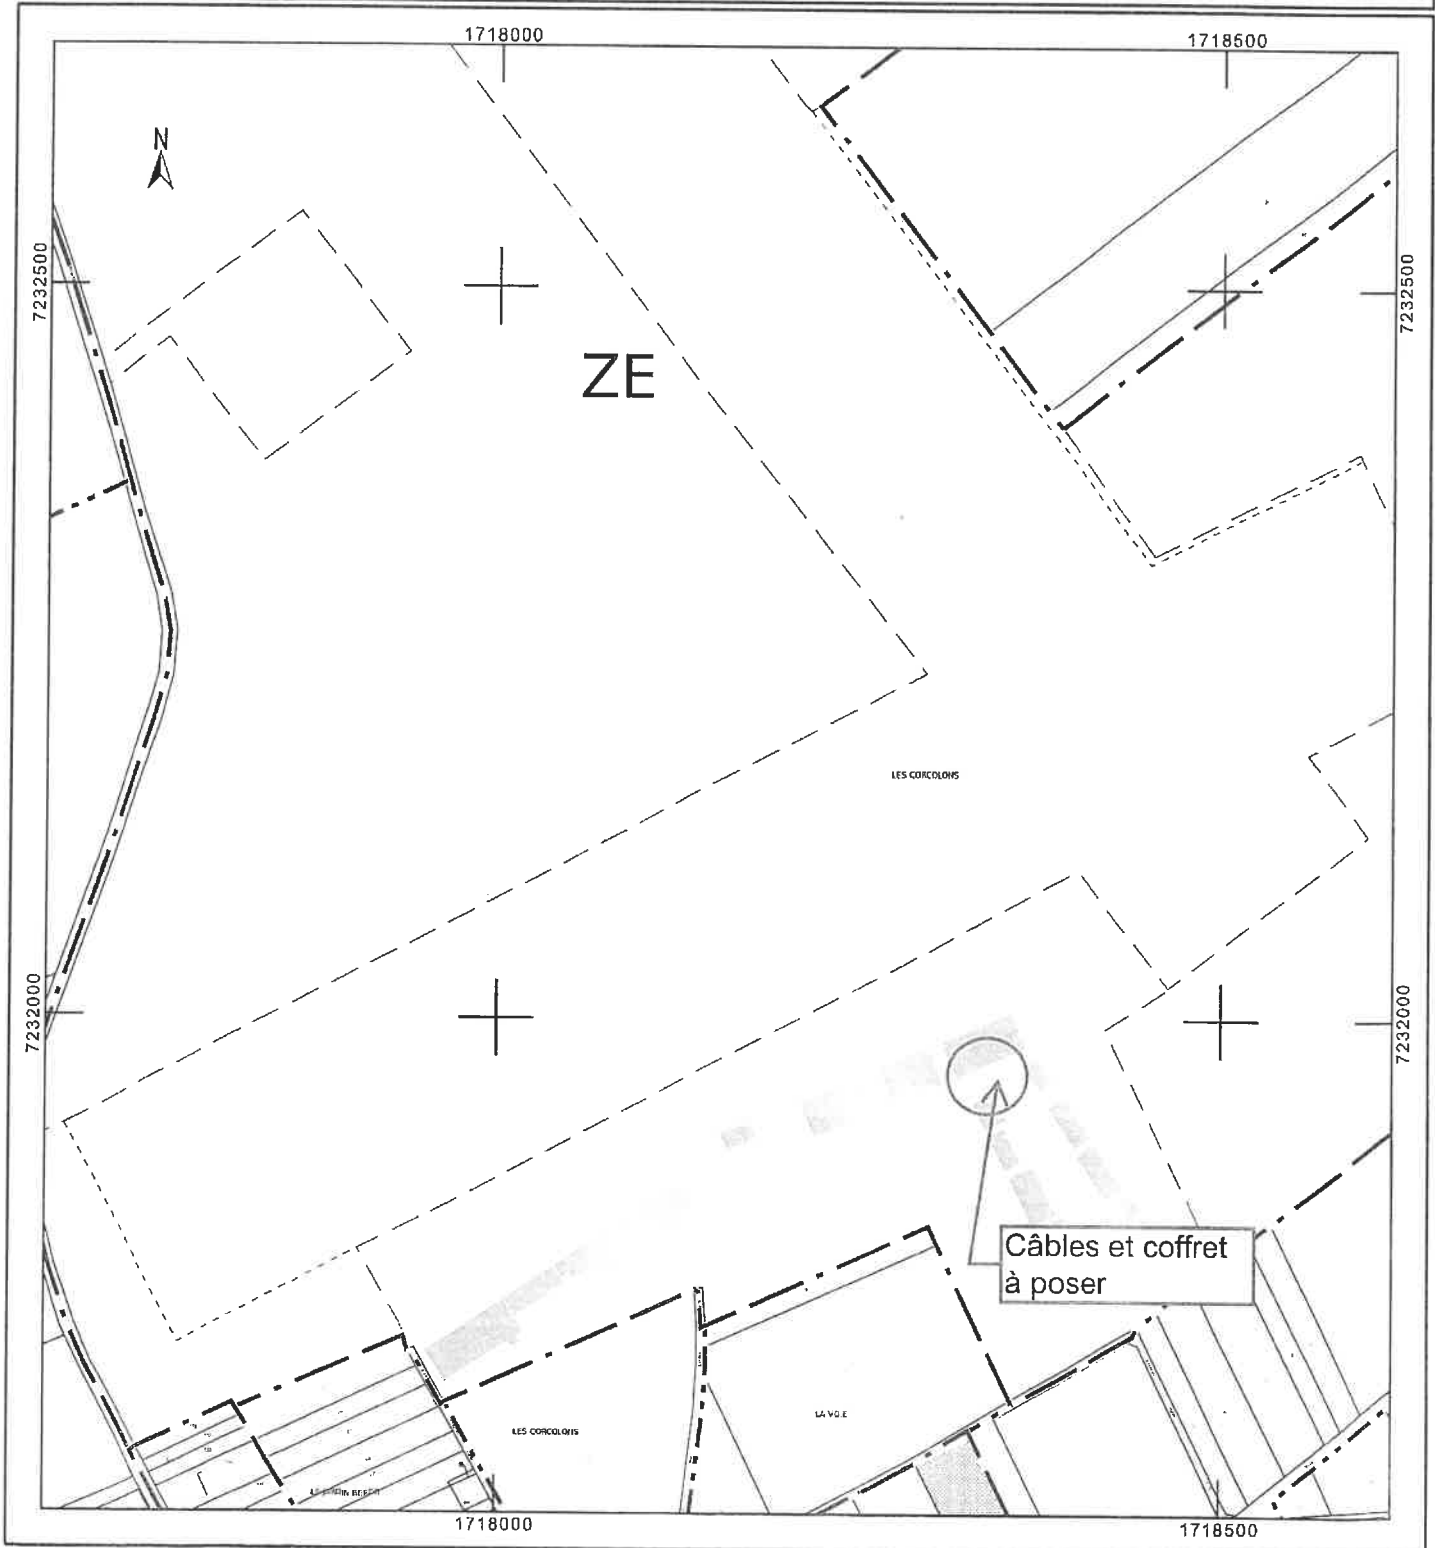 1718000
1718500
N
7232500
7232500
ZE
LES CORCOLONS
7232000
7232000
Câbles et coffret
à poser
LA VOIE
LES CORCOLONS
1718000
1718500